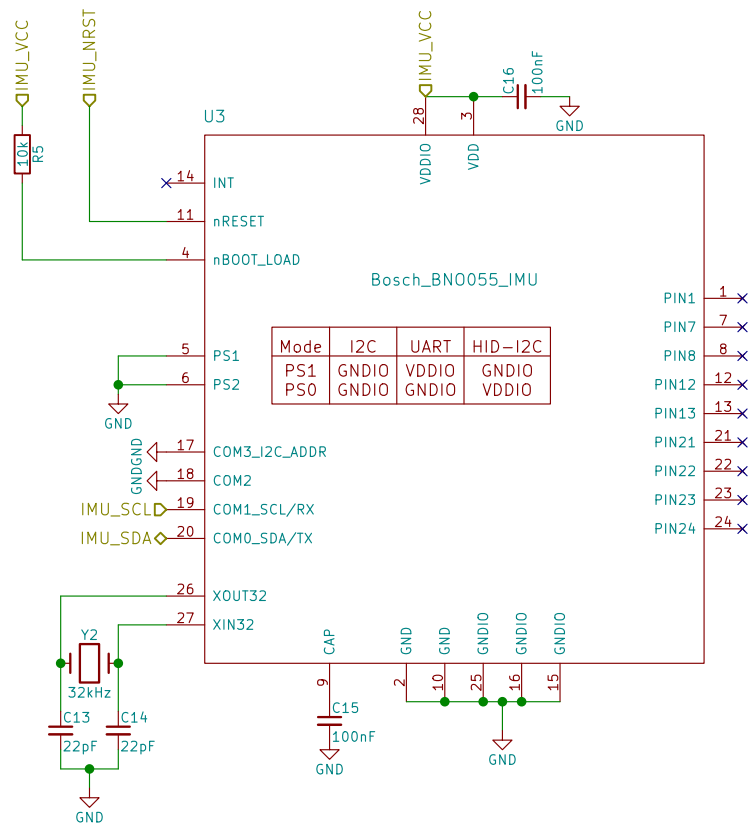 IMU_VCC
IMU_NRST
10k
R5
IMU_VCC
C16
100nF
GND
U3
28
VDDIO
3
VDD
14 INT
11 nRESET
4 nBOOT_LOAD
Bosch_BNO055_IMU
Mode I2C UART HID-I2C
PS1 GNDIO VDDIO GNDIO
PS0 GNDIO GNDIO VDDIO
5 PS1
6 PS2
GND
GND 17 COM3_I2C_ADDR
GND 18 COM2
IMU_SCL 19 COM1_SCL/RX
IMU_SDA 20 COM0_SDA/TX
26 XOUT32
27 XIN32
PIN1 1
PIN7 7
PIN8 8
PIN12 12
PIN13 13
PIN21 21
PIN22 22
PIN23 23
PIN24 24
Y2
32kHz
C13
22pF
C14
22pF
GND
CAP
9
C15
100nF
GND
GND
2
GND
10
GNDIO
25
GNDIO
16
GNDIO
15
GND